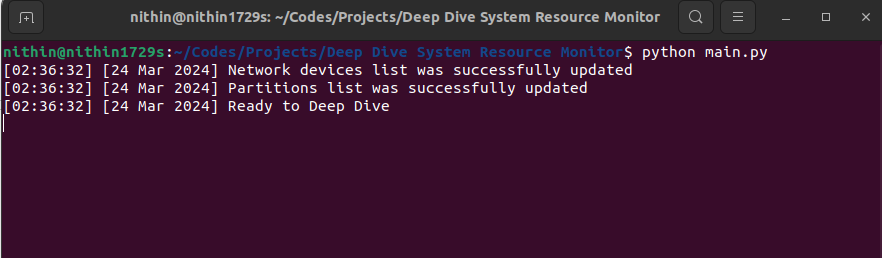 nithin@nithin1729s: ~/Codes/Projects/Deep Dive System Resource Monitor
nithin@nithin1729s:~/Codes/Projects/Deep Dive System Resource Monitor$ python main.py
[02:36:32] [24 Mar 2024] Network devices list was successfully updated
[02:36:32] [24 Mar 2024] Partitions list was successfully updated
[02:36:32] [24 Mar 2024] Ready to Deep Dive